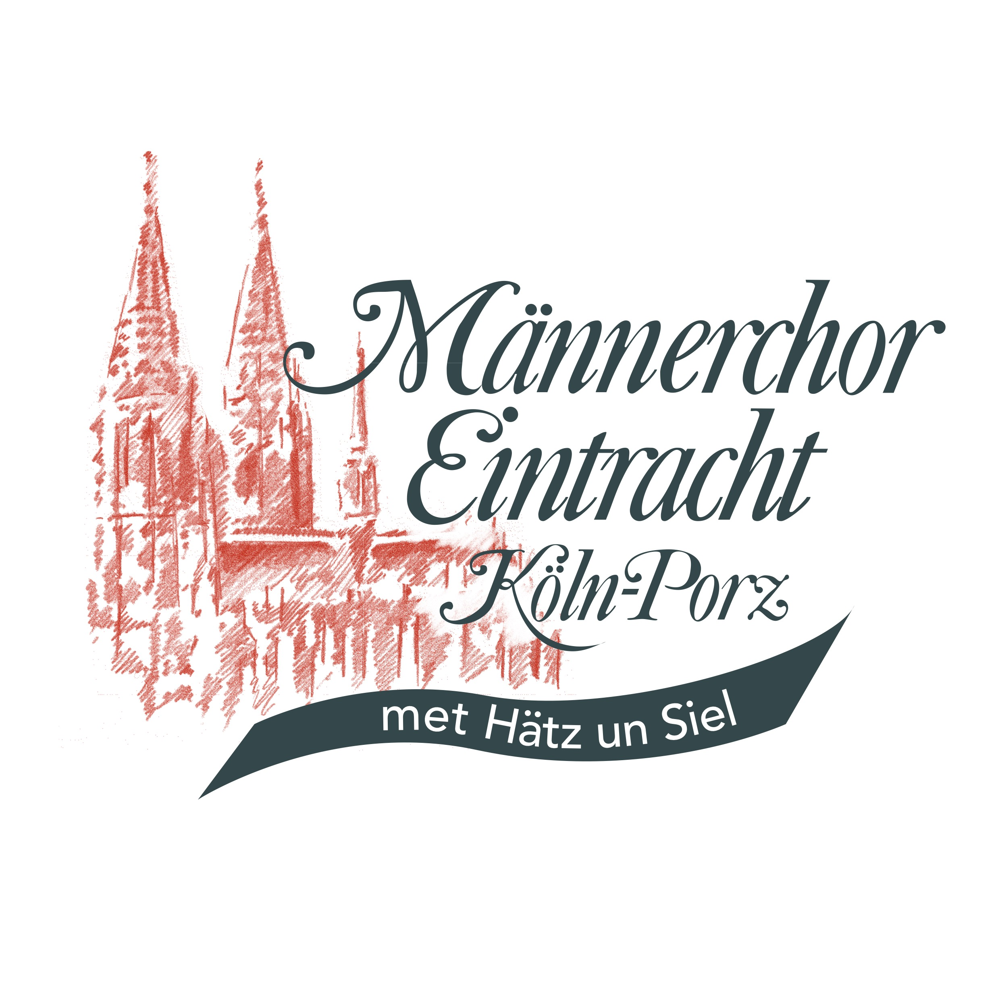 Männerchor
Eintracht
Köln-Porz
met Hätz un Siel